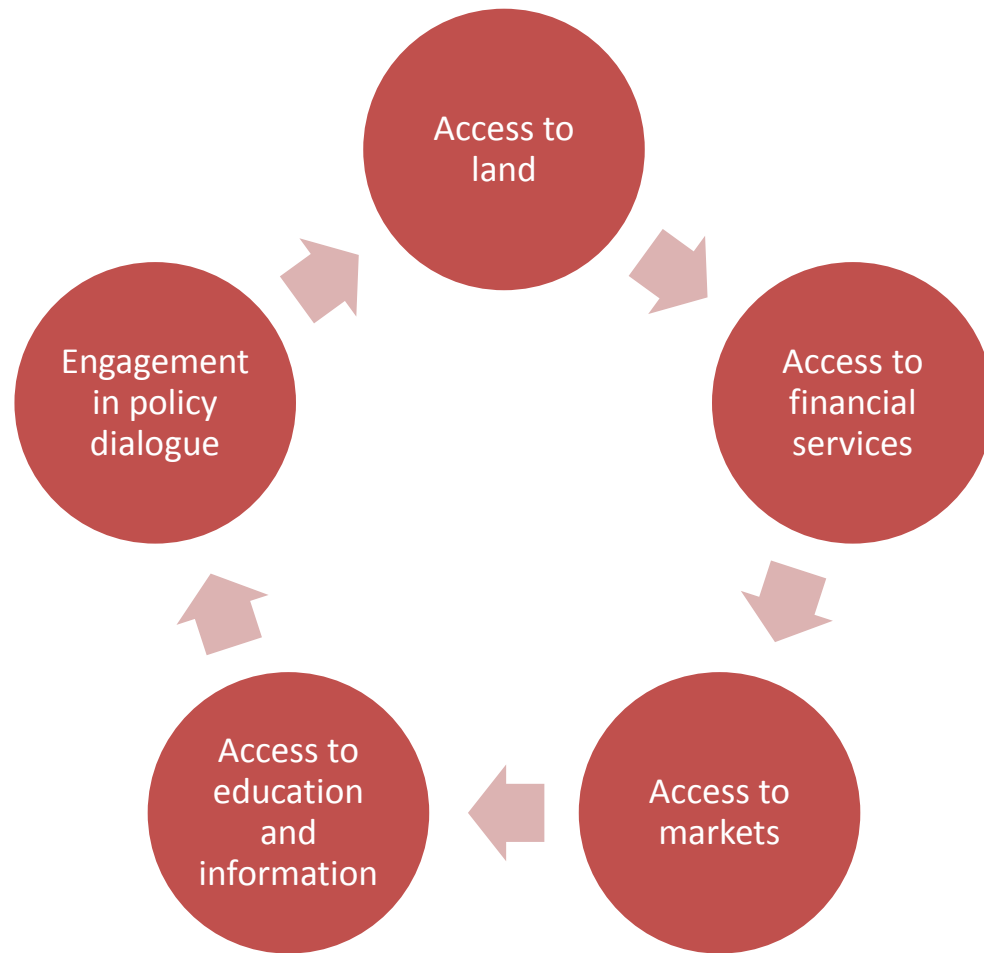 Access to
land
Access to
financial
services
Access to
markets
Access to
education
and
information
Engagement
in policy
dialogue